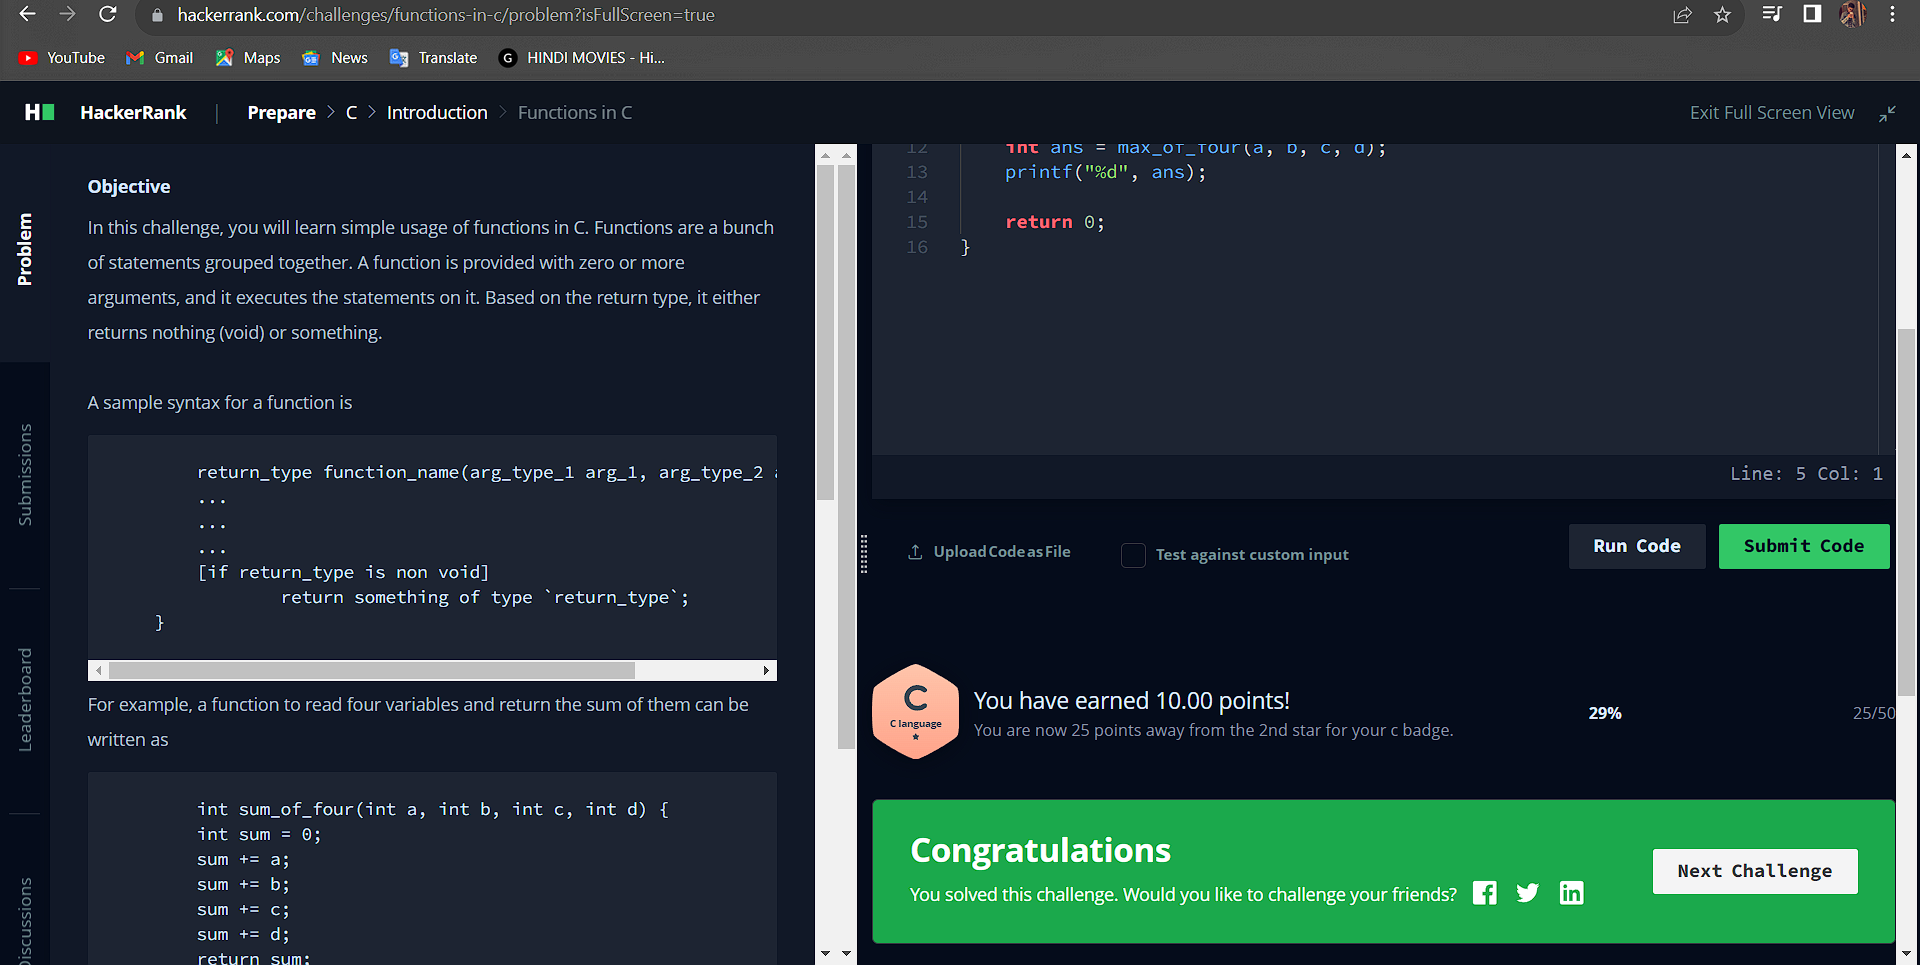 hackerrank.com/challenges/functions-in-c/problem?isFullScreen=true
YouTube Gmail Maps News Translate G HINDI MOVIES - Hi...
H HackerRank | Prepare > C > Introduction > Functions in C Exit Full Screen View
Problem
Submissions
Leaderboard
Discussions
Objective
In this challenge, you will learn simple usage of functions in C. Functions are a bunch
of statements grouped together. A function is provided with zero or more
arguments, and it executes the statements on it. Based on the return type, it either
returns nothing (void) or something.
A sample syntax for a function is
return_type function_name(arg_type_1 arg_1, arg_type_2 a
...
...
...
[if return_type is non void]
return something of type `return_type`;
}
For example, a function to read four variables and return the sum of them can be
written as
int sum_of_four(int a, int b, int c, int d) {
int sum = 0;
sum += a;
sum += b;
sum += c;
sum += d;
return sum;
12 int ans = max_of_four(a, b, c, d);
13 printf("%d", ans);
14
15 return 0;
16 }
Line: 5 Col: 1
Upload Code as File Test against custom input Run Code Submit Code
C
C language
You have earned 10.00 points!
You are now 25 points away from the 2nd star for your c badge.
29% 25/50
Congratulations
You solved this challenge. Would you like to challenge your friends?
Next Challenge